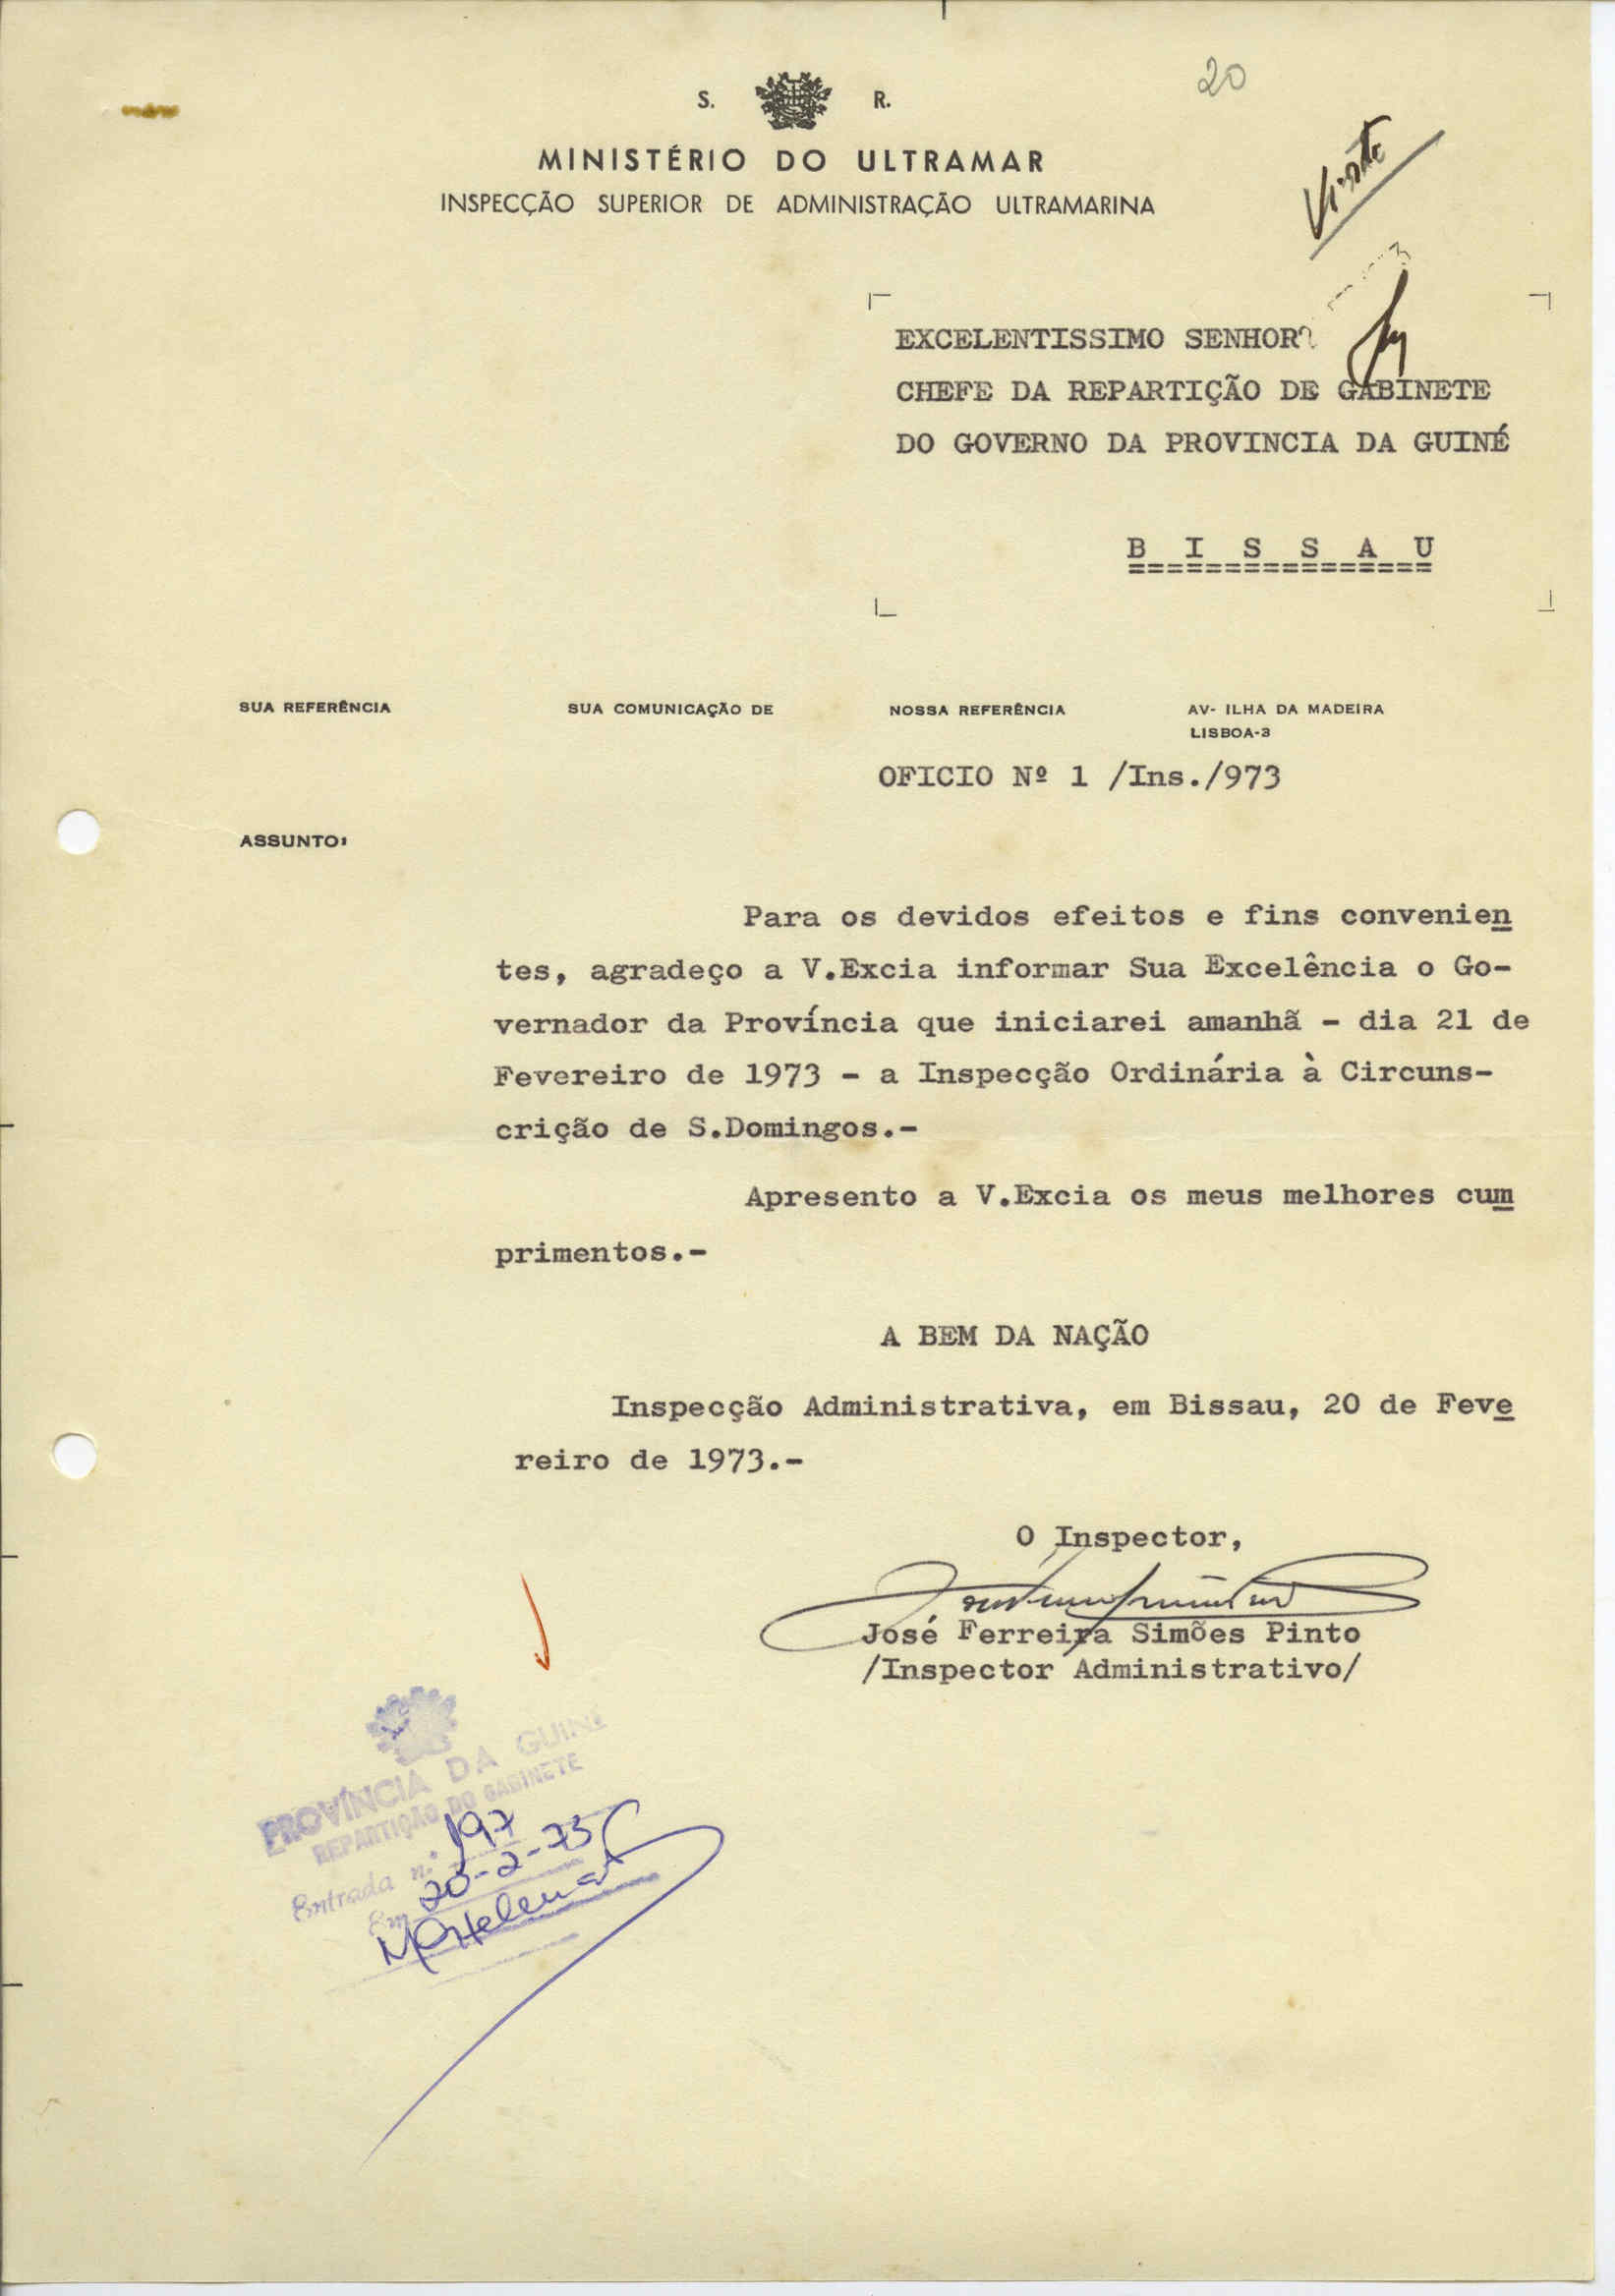 20
S. R.
MINISTÉRIO DO ULTRAMAR
INSPECÇÃO SUPERIOR DE ADMINISTRAÇÃO ULTRAMARINA
EXCELENTISSIMO SENHOR
CHEFE DA REPARTIÇÃO DE GABINETE
DO GOVERNO DA PROVINCIA DA GUINÉ
B I S S A U
================
SUA REFERÊNCIA SUA COMUNICAÇÃO DE NOSSA REFERÊNCIA AV- ILHA DA MADEIRA
LISBOA-3
OFICIO Nº 1 /Ins./973
ASSUNTO:
Para os devidos efeitos e fins convenien
tes, agradeço a V.Excia informar Sua Excelência o Go-
vernador da Província que iniciarei amanhã - dia 21 de
Fevereiro de 1973 - a Inspecção Ordinária à Circuns-
crição de S.Domingos.-
Apresento a V.Excia os meus melhores cum
primentos.-
A BEM DA NAÇÃO
Inspecção Administrativa, em Bissau, 20 de Feve
reiro de 1973.-
O Inspector,
José Ferreira Simões Pinto
/Inspector Administrativo/
PROVÍNCIA DA GUINÉ
REPARTIÇÃO DO GABINETE
Entrada n.º 197
Em 20-2-73
Helena